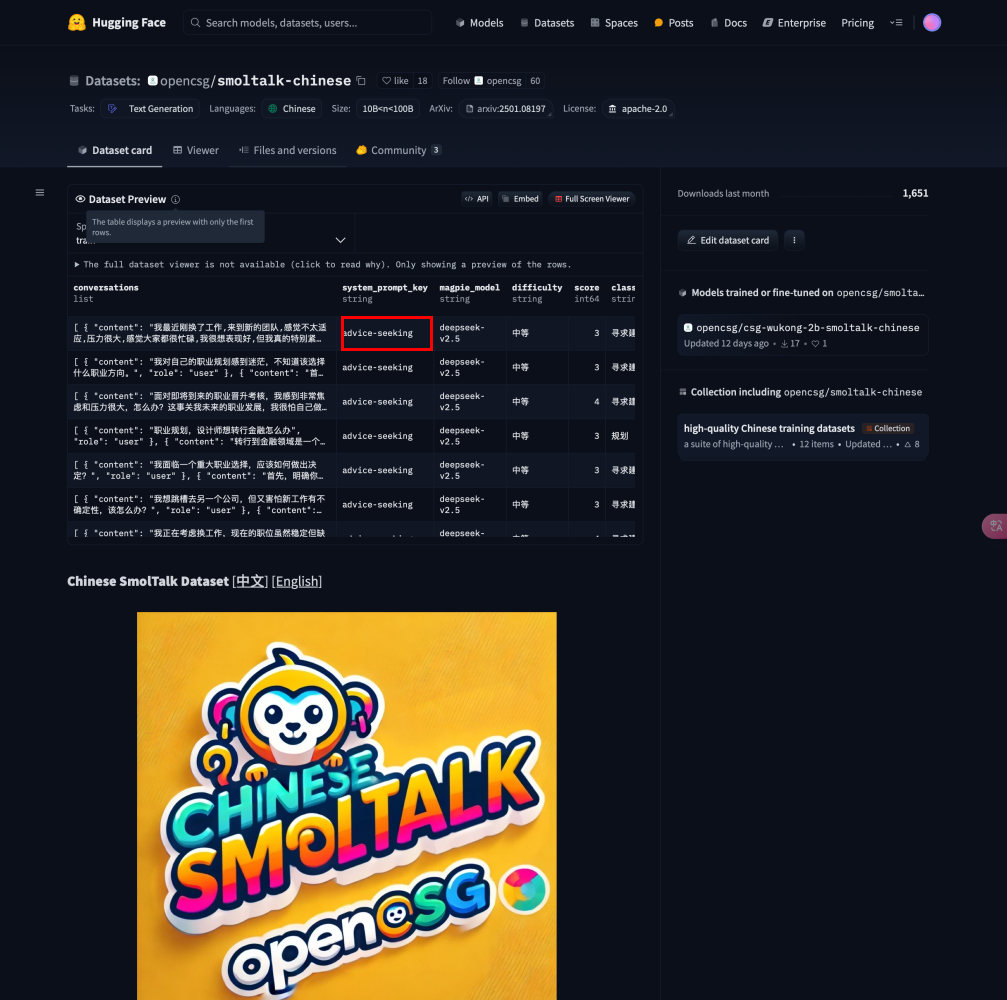 Hugging Face
Search models, datasets, users...
Models
Datasets
Spaces
Posts
Docs
Enterprise
Pricing
Datasets: opencsg/smoltalk-chinese
like 18
Follow opencsg 60
Tasks: Text Generation Languages: Chinese Size: 10B<n<100B ArXiv: arxiv:2501.08197 License: apache-2.0
Dataset card
Viewer
Files and versions
Community 3
Dataset Preview
API
Embed
Full Screen Viewer
The table displays a preview with only the first
rows.
The full dataset viewer is not available (click to read why). Only showing a preview of the rows.
conversations system_prompt_key magpie_model difficulty score class
list string string string int64
[ { "content": "我最近刚换了工作,来到新的团队,感觉不太适
应,压力很大,感觉大家都很忙碌,我很想表现好,但我真的特别紧…
advice-seeking
deepseek-
v2.5
中等 3 寻求
[ { "content": "我对自己的职业规划感到迷茫, 不知道该选择
什么职业方向。", "role": "user" }, { "content": "首…
advice-seeking
deepseek-
v2.5
中等 3 寻求
[ { "content": "面对即将到来的职业晋升考核, 我感到非常焦
虑和压力很大, 怎么办? 这事关我未来的职业发展, 我很怕自己做…
advice-seeking
deepseek-
v2.5
中等 4 寻求
[ { "content": "职业规划, 设计师想转行金融怎么办",
"role": "user" }, { "content": "转行到金融领域是一个…
advice-seeking
deepseek-
v2.5
中等 3 规划
[ { "content": "我面临一个重大职业选择, 应该如何做出决
定? ", "role": "user" }, { "content": "首先, 明确你…
advice-seeking
deepseek-
v2.5
中等 3 寻求
[ { "content": "我想跳槽去另一个公司, 但又害怕新工作有不
确定性, 该怎么办? ", "role": "user" }, { "content":…
advice-seeking
deepseek-
v2.5
中等 3 寻求
[ { "content": "我正在考虑换工作, 现在的职位虽然稳定但缺
deepseek-
Downloads last month 1,651
Edit dataset card
Models trained or fine-tuned on opencsg/smolta…
opencsg/csg-wukong-2b-smoltalk-chinese
Updated 12 days ago • 17 • 1
Collection including opencsg/smoltalk-chinese
high-quality Chinese training datasets Collection
a suite of high-quality … • 12 items • Updated … • 8
Chinese SmolTalk Dataset [中文] [English]
CHINESE
SMOLTALK
openCSG